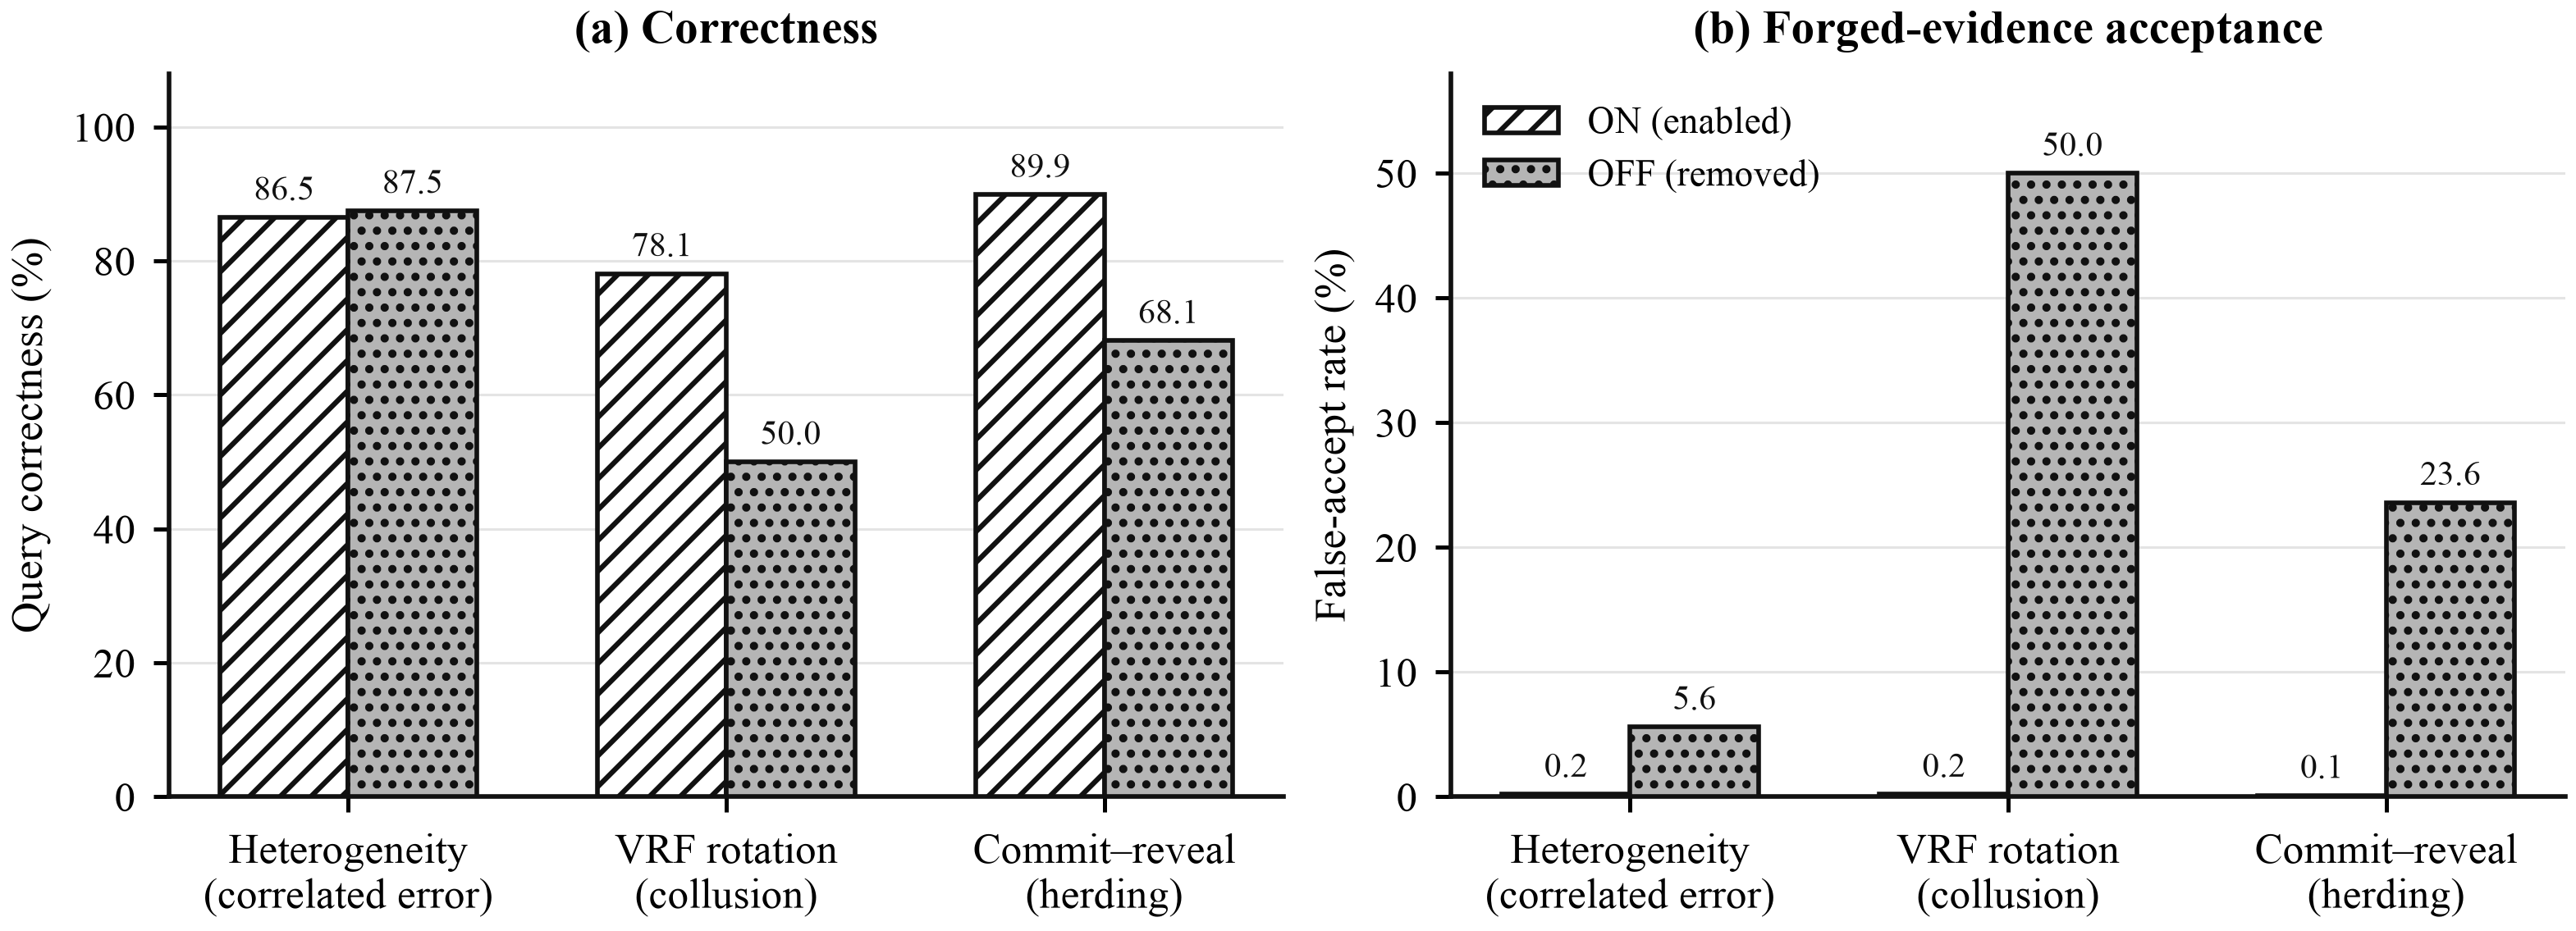 (a) Correctness
Query correctness (%)
100
80
60
40
20
0
86.5
87.5
78.1
50.0
89.9
68.1
Heterogeneity
(correlated error)
VRF rotation
(collusion)
Commit–reveal
(herding)
(b) Forged-evidence acceptance
ON (enabled)
OFF (removed)
False-accept rate (%)
50
40
30
20
10
0
0.2
5.6
0.2
50.0
0.1
23.6
Heterogeneity
(correlated error)
VRF rotation
(collusion)
Commit–reveal
(herding)